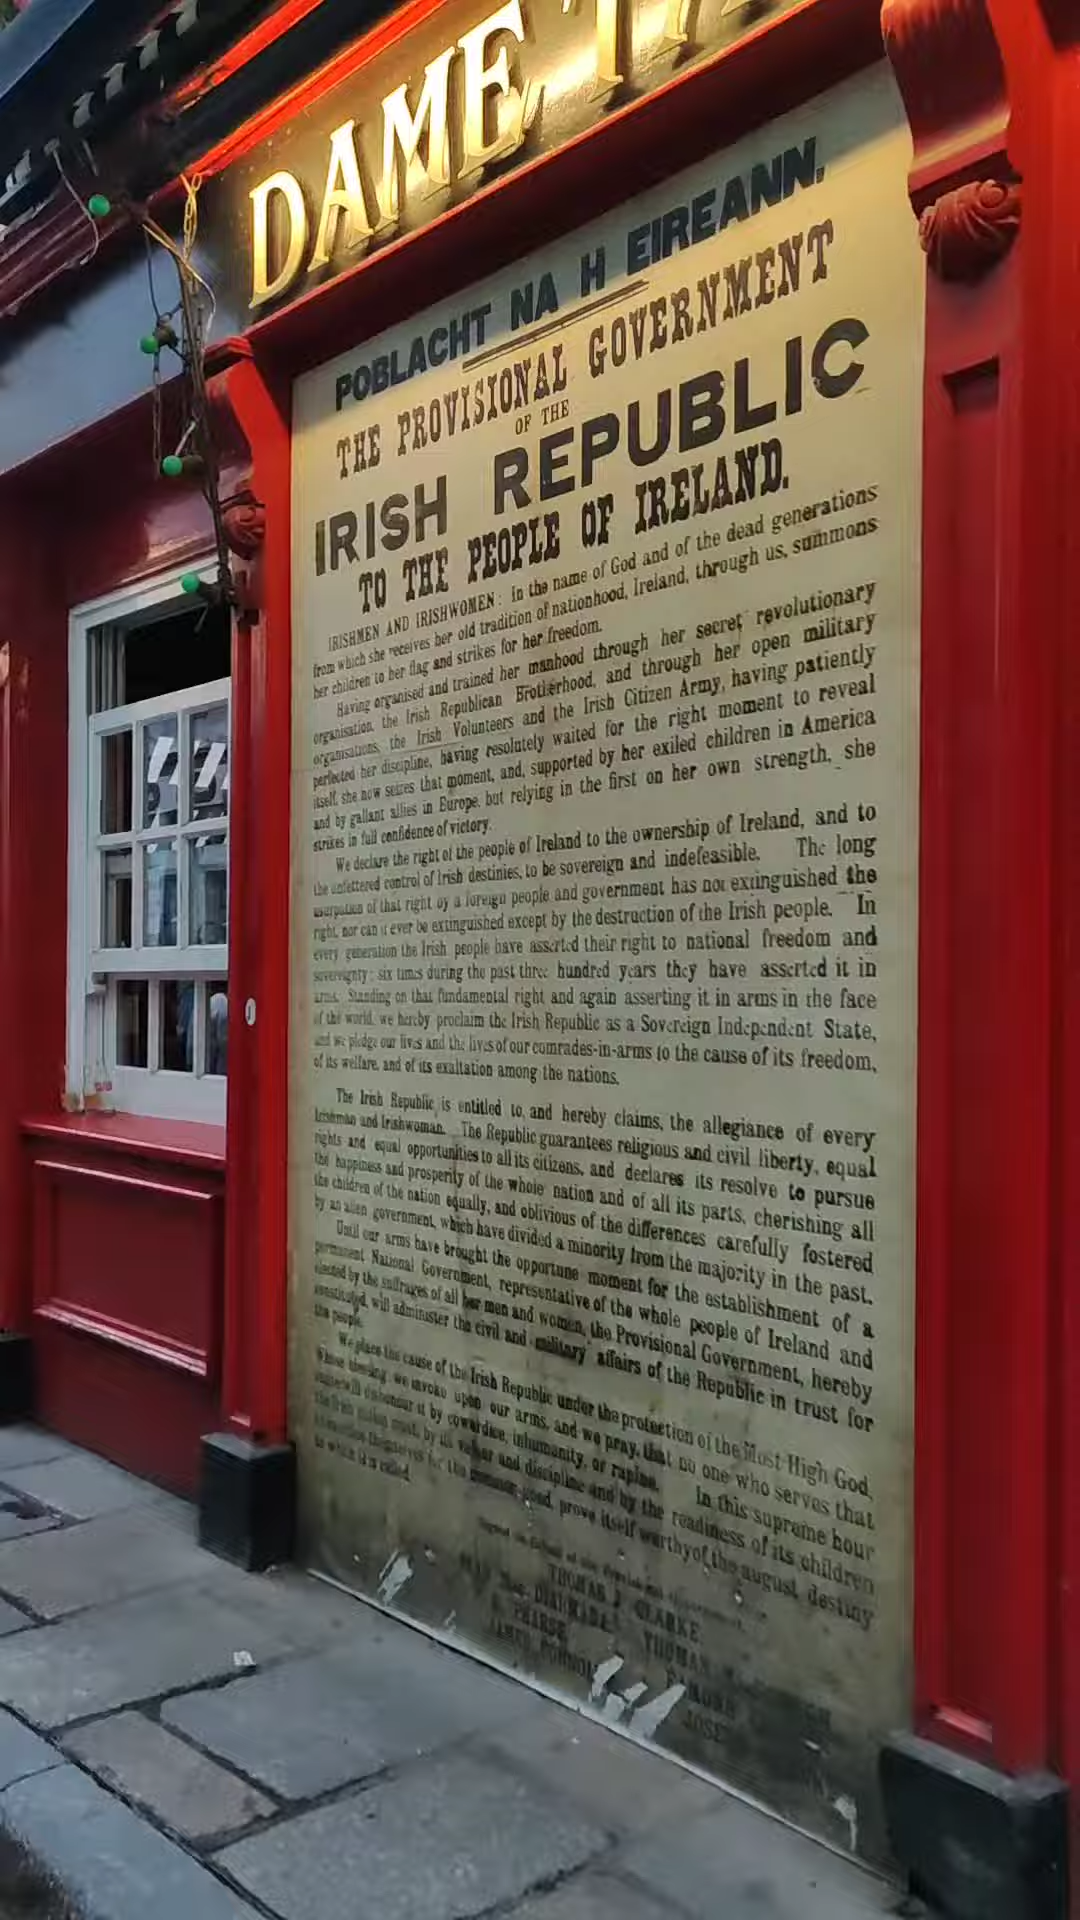 DAME
POBLACHT NA H EIREANN.
THE PROVISIONAL GOVERNMENT
OF THE
IRISH REPUBLIC
TO THE PEOPLE OF IRELAND.
IRISHMEN AND IRISHWOMEN: In the name of God and of the dead generations
from which she receives her old tradition of nationhood, Ireland, through us, summons
her children to her flag and strikes for her freedom.
Having organised and trained her manhood through her secret revolutionary
organisation, the Irish Republican Brotherhood, and through her open military
organisations, the Irish Volunteers and the Irish Citizen Army, having patiently
perfected her discipline, having resolutely waited for the right moment to reveal
itself, she now seizes that moment, and, supported by her exiled children in America
and by gallant allies in Europe, but relying in the first on her own strength, she
strikes in full confidence of victory.
We declare the right of the people of Ireland to the ownership of Ireland, and to
the unfettered control of Irish destinies, to be sovereign and indefeasible. The long
usurpation of that right by a foreign people and government has not extinguished the
right, nor can it ever be extinguished except by the destruction of the Irish people. In
every generation the Irish people have asserted their right to national freedom and
sovereignty: six times during the past three hundred years they have asserted it in
arms. Standing on that fundamental right and again asserting it in arms in the face
of the world, we hereby proclaim the Irish Republic as a Sovereign Independent State,
and we pledge our lives and the lives of our comrades-in-arms to the cause of its freedom,
of its welfare, and of its exaltation among the nations.
The Irish Republic is entitled to, and hereby claims, the allegiance of every
Irishman and Irishwoman. The Republic guarantees religious and civil liberty, equal
rights and equal opportunities to all its citizens, and declares its resolve to pursue
the happiness and prosperity of the whole nation and of all its parts, cherishing all
the children of the nation equally, and oblivious of the differences carefully fostered
by an alien government, which have divided a minority from the majority in the past.
Until our arms have brought the opportune moment for the establishment of a
permanent National Government, representative of the whole people of Ireland and
elected by the suffrages of all her men and women, the Provisional Government, hereby
constituted, will administer the civil and military affairs of the Republic in trust for
the people.
We place the cause of the Irish Republic under the protection of the Most High God,
Whose blessing we invoke upon our arms, and we pray that no one who serves that
cause will dishonour it by cowardice, inhumanity, or rapine. In this supreme hour
the Irish nation must, by its valour and discipline and by the readiness of its children
to sacrifice themselves for the common good, prove itself worthy of the august destiny
to which it is called.
THOMAS J. CLARKE.
Mac DIARMADA. THOMAS
P. PEARSE,
JAMES